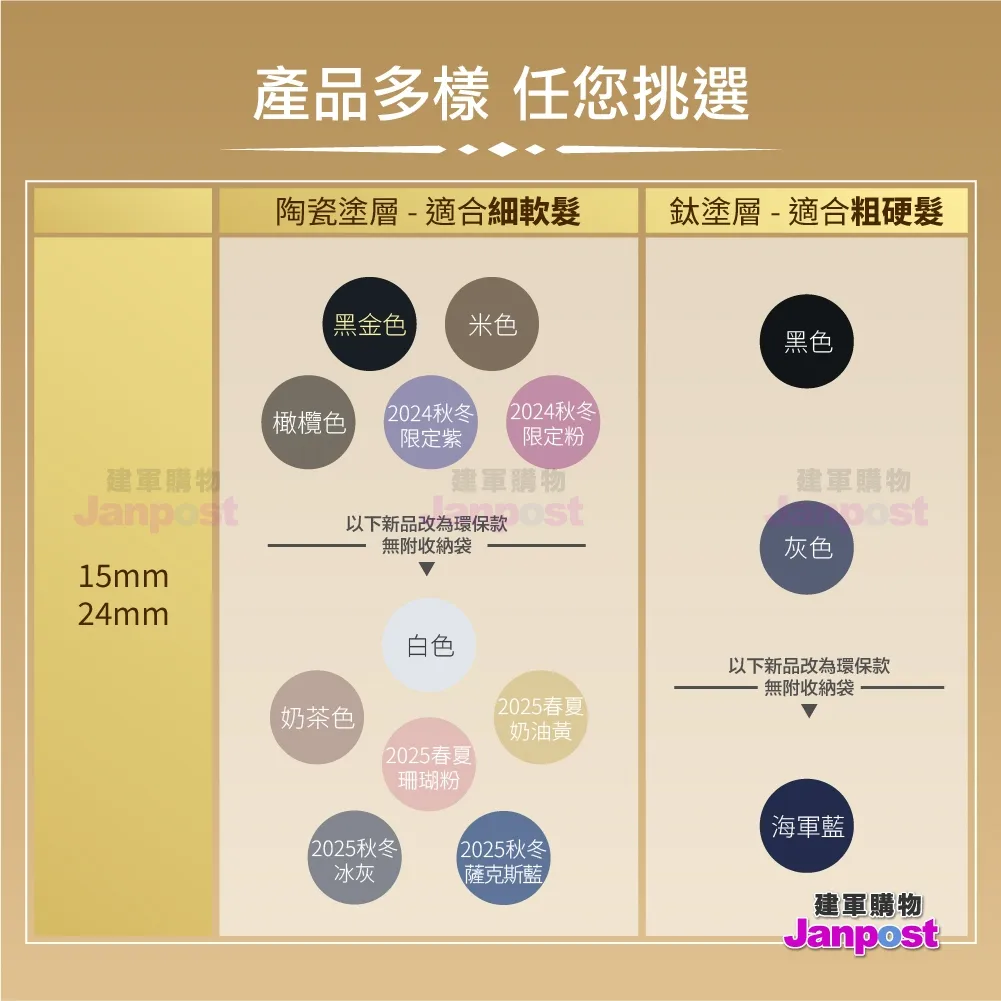 產品多樣 任您挑選
陶瓷塗層 - 適合細軟髮
鈦塗層 - 適合粗硬髮
15mm
24mm
黑金色
米色
橄欖色
2024秋冬
限定紫
2024秋冬
限定粉
以下新品改為環保款
無附收納袋
白色
奶茶色
2025春夏
奶油黃
2025春夏
珊瑚粉
2025秋冬
冰灰
2025秋冬
薩克斯藍
黑色
灰色
以下新品改為環保款
無附收納袋
海軍藍
建軍購物
Janpost
建軍購物
Janpost
建軍購物
Janpost
建軍購物
Janpost